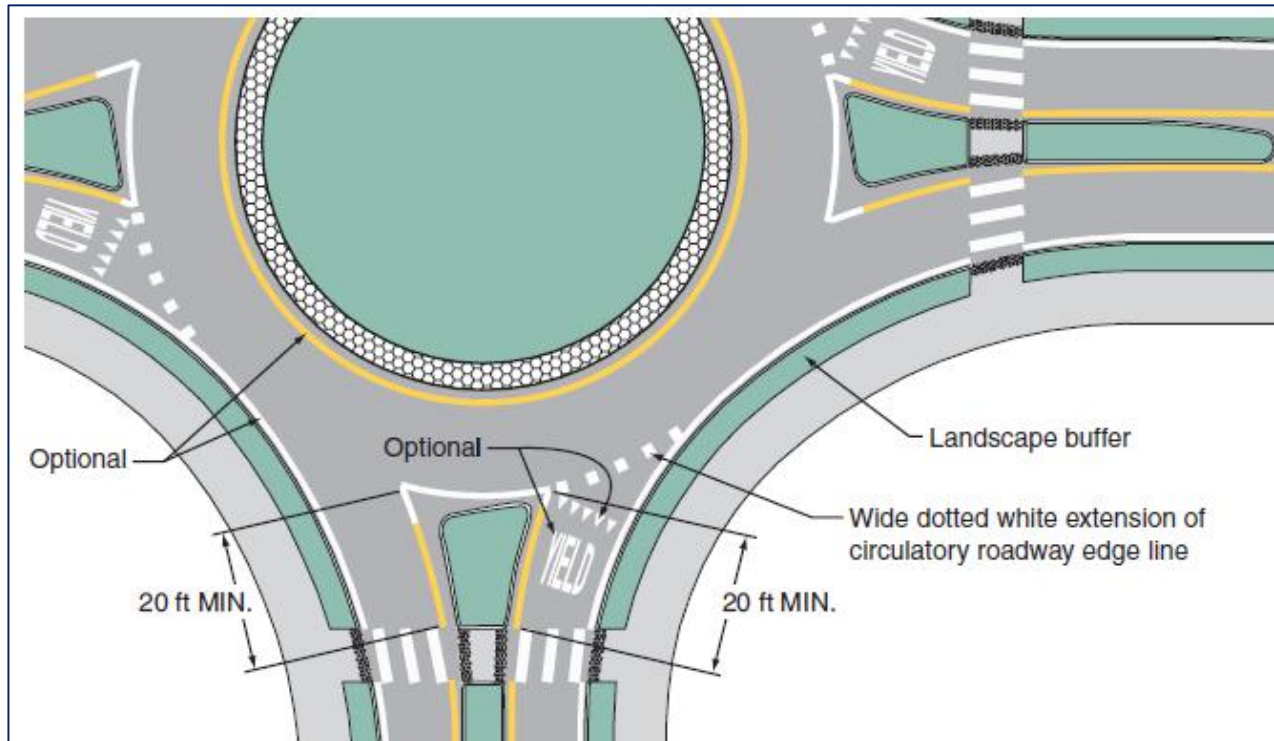 YIELD
YIELD
Optional
Optional
Landscape buffer
Wide dotted white extension of
circulatory roadway edge line
YIELD
20 ft MIN.
20 ft MIN.